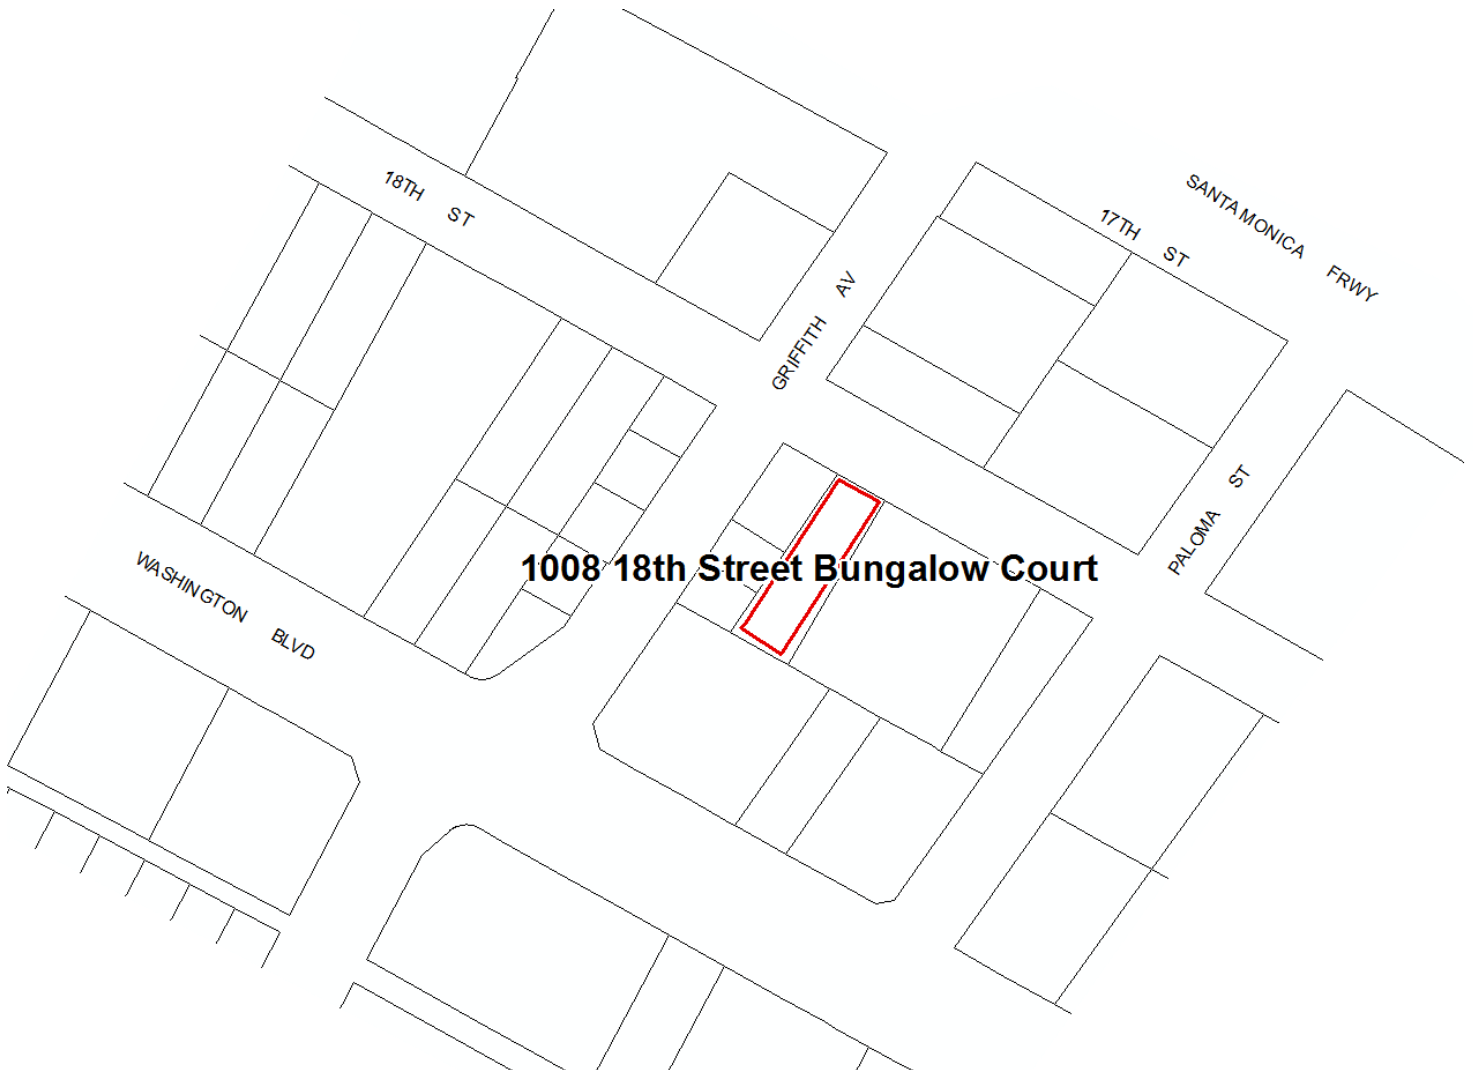 18TH ST
SANTA MONICA FRWY
17TH ST
GRIFFITH AV
PALOMA ST
1008 18th Street Bungalow Court
WASHINGTON BLVD